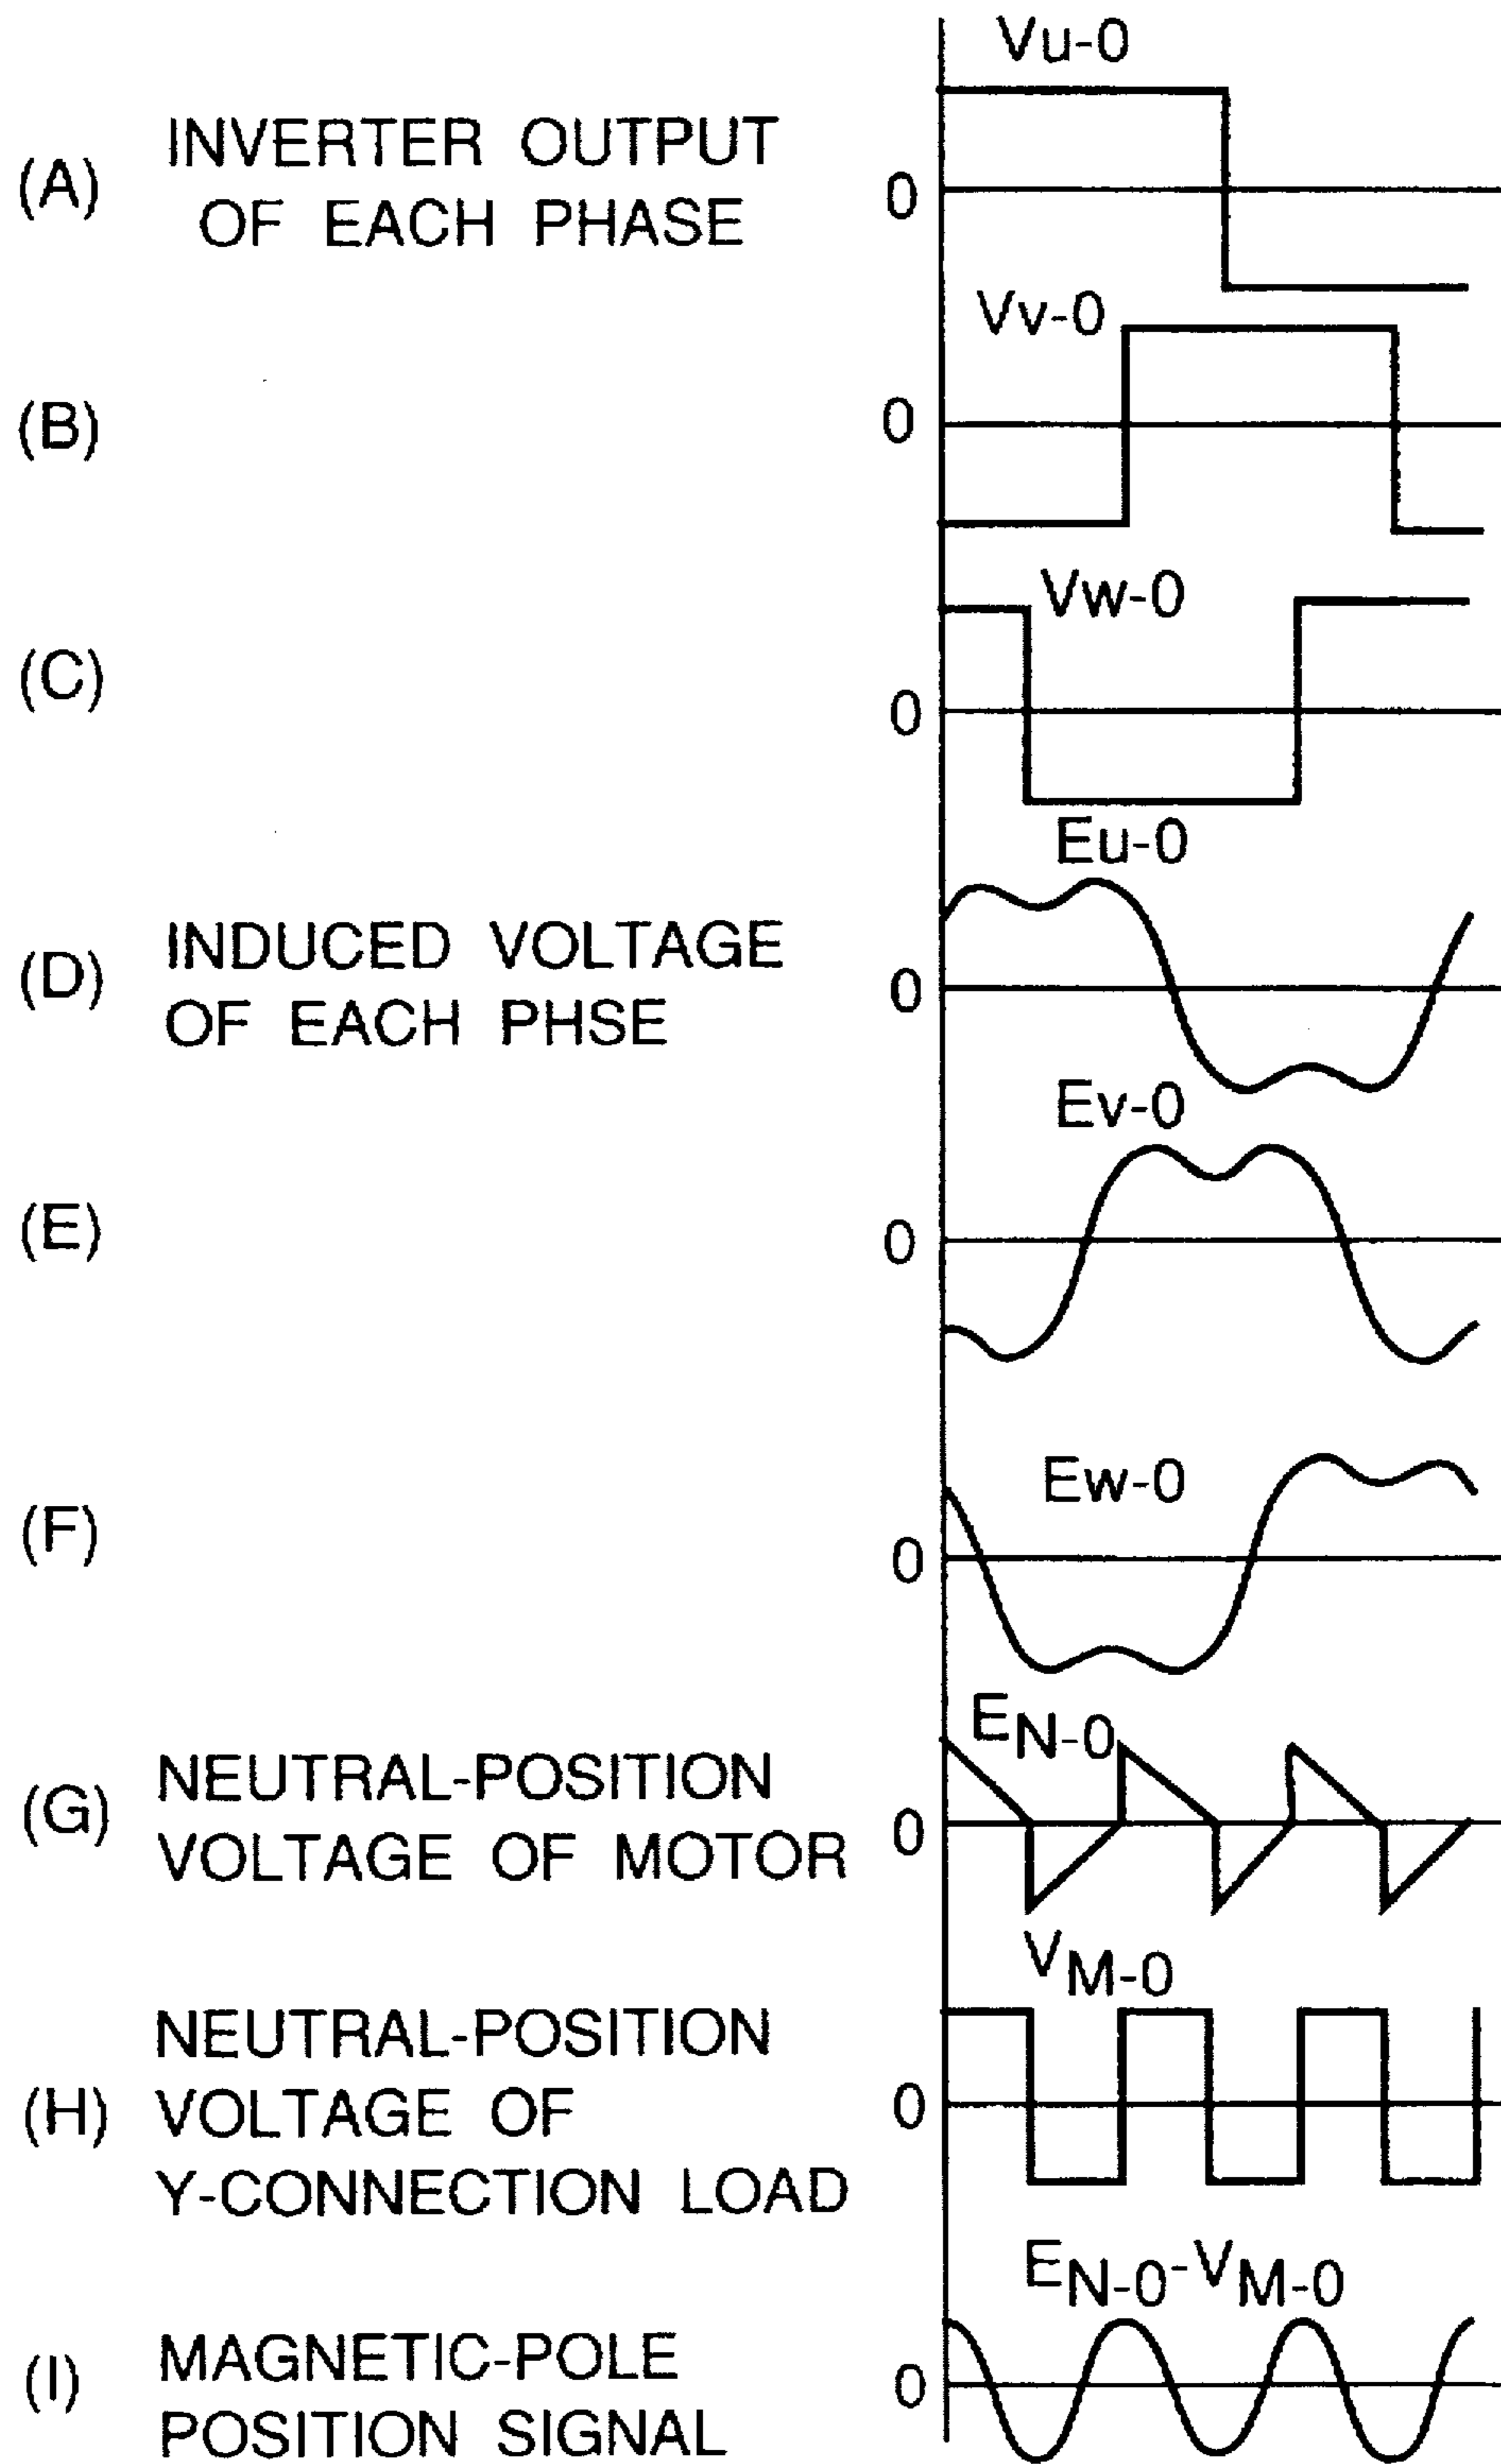 Vu-0
(A) INVERTER OUTPUT
OF EACH PHASE
0
Vv-0
(B)
0
Vw-0
(C)
0
Eu-0
(D) INDUCED VOLTAGE
OF EACH PHSE
0
Ev-0
(E)
0
Ew-0
(F)
0
EN-0
(G) NEUTRAL-POSITION
VOLTAGE OF MOTOR
0
VM-0
NEUTRAL-POSITION
(H) VOLTAGE OF
Y-CONNECTION LOAD
0
EN-0-VM-0
(I) MAGNETIC-POLE
POSITION SIGNAL
0